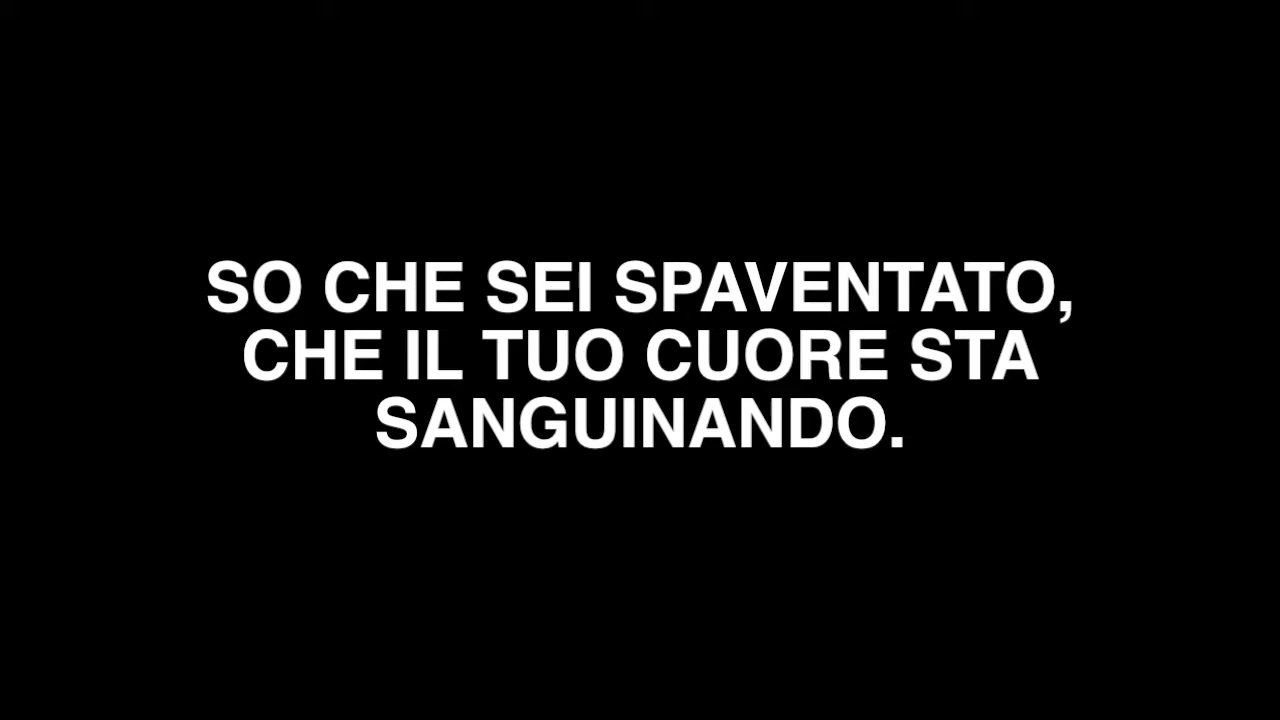 SO CHE SEI SPAVENTATO,
CHE IL TUO CUORE STA
SANGUINANDO.